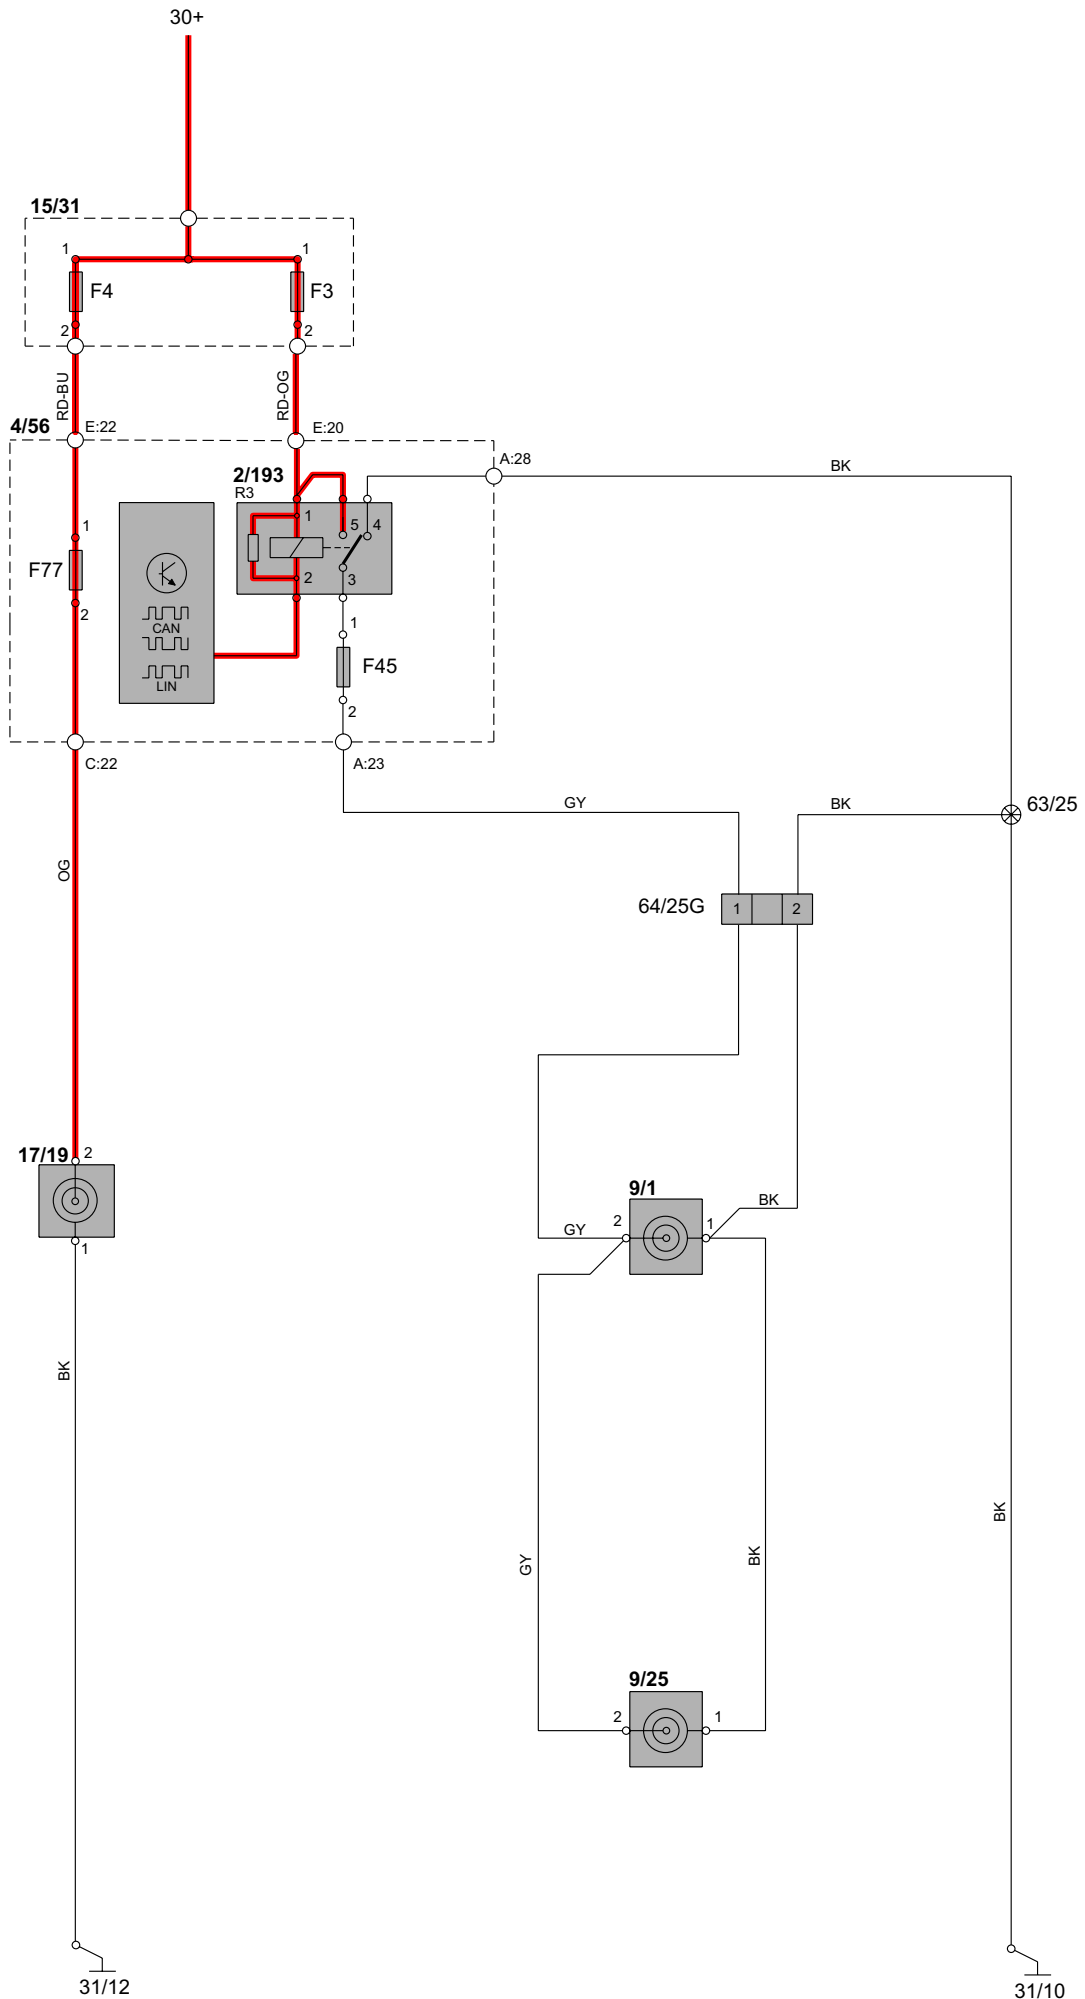 30+
15/31
1
1
F4
F3
2
2
RD-BU
RD-OG
4/56
E:22
E:20
A:28
BK
2/193
R3
1
5
4
1
F77
2
3
2
CAN
LIN
1
F45
2
C:22
A:23
GY
BK
63/25
OG
64/25G
1
2
17/19
2
1
9/1
2
1
BK
GY
BK
BK
GY
BK
9/25
2
1
31/12
31/10